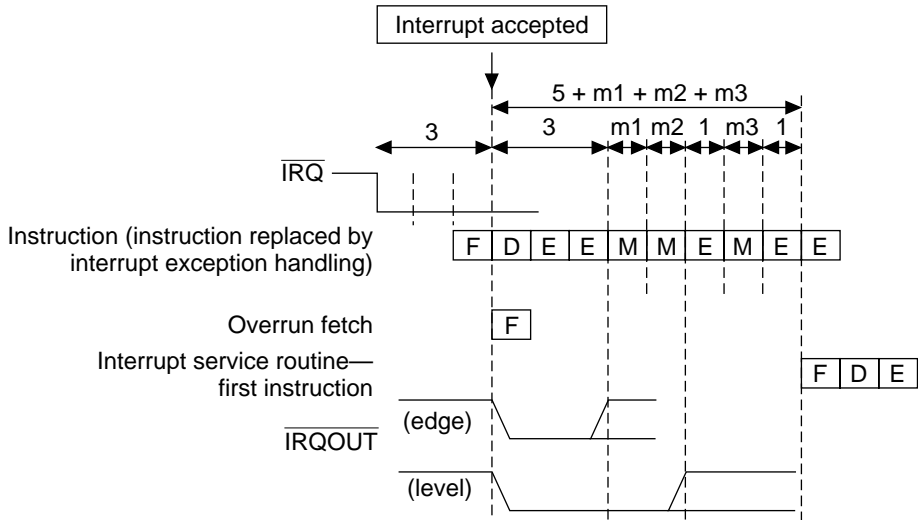 Interrupt accepted
5 + m1 + m2 + m3
3 3 m1 m2 1 m3 1
IRQ
Instruction (instruction replaced by
interrupt exception handling)
F D E E M M E M E E
Overrun fetch
F
Interrupt service routine—
first instruction
F D E
(edge)
IRQOUT
(level)